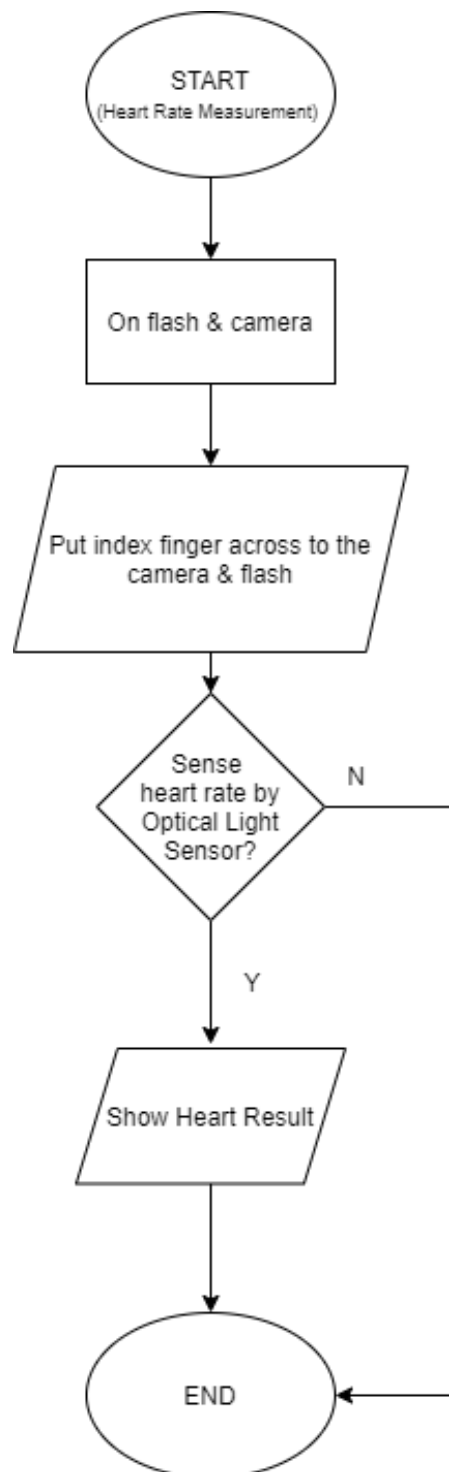 START
(Heart Rate Measurement)
On flash & camera
Put index finger across to the
camera & flash
Sense
heart rate by
Optical Light
Sensor?
N
Y
Show Heart Result
END